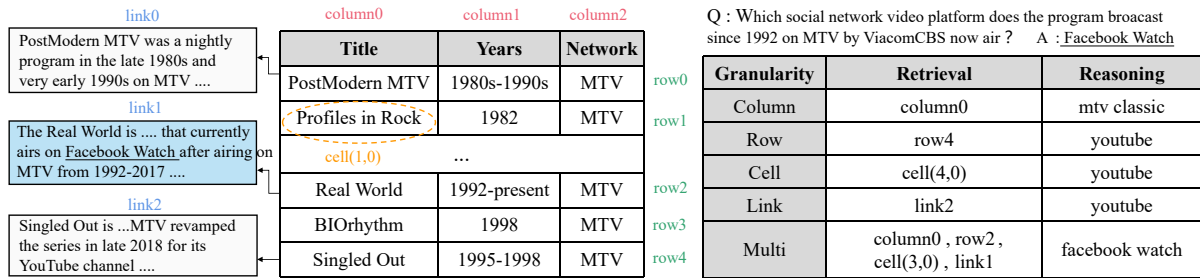 link0
PostModern MTV was a nightly
program in the late 1980s and
very early 1990s on MTV ....
link1
The Real World is .... that currently
airs on Facebook Watch after airing on
MTV from 1992-2017 ....
link2
Singled Out is ...MTV revamped
the series in late 2018 for its
YouTube channel ....
column0 column1 column2
Title Years Network
PostModern MTV 1980s-1990s MTV row0
Profiles in Rock 1982 MTV row1
cell(1,0) ...
Real World 1992-present MTV row2
BIOrhythm 1998 MTV row3
Singled Out 1995-1998 MTV row4
Q : Which social network video platform does the program broacast
since 1992 on MTV by ViacomCBS now air ? A : Facebook Watch
Granularity Retrieval Reasoning
Column column0 mtv classic
Row row4 youtube
Cell cell(4,0) youtube
Link link2 youtube
Multi column0 , row2 ,
cell(3,0) , link1 facebook watch